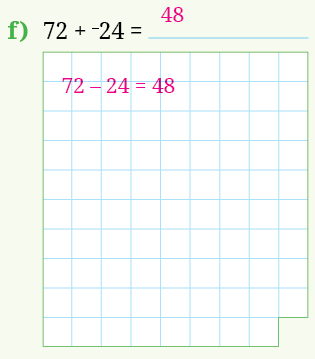 f) 72 + ⁻24 = 48
72 – 24 = 48